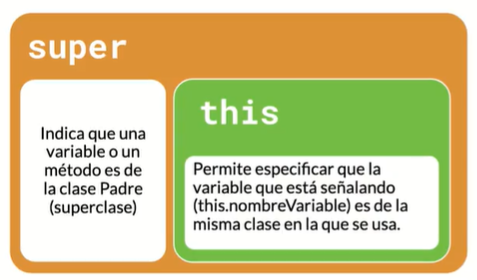 super
Indica que una
variable o un
método es de
la clase Padre
(superclase)
this
Permite especificar que la
variable que está señalando
(this.nombreVariable) es de la
misma clase en la que se usa.